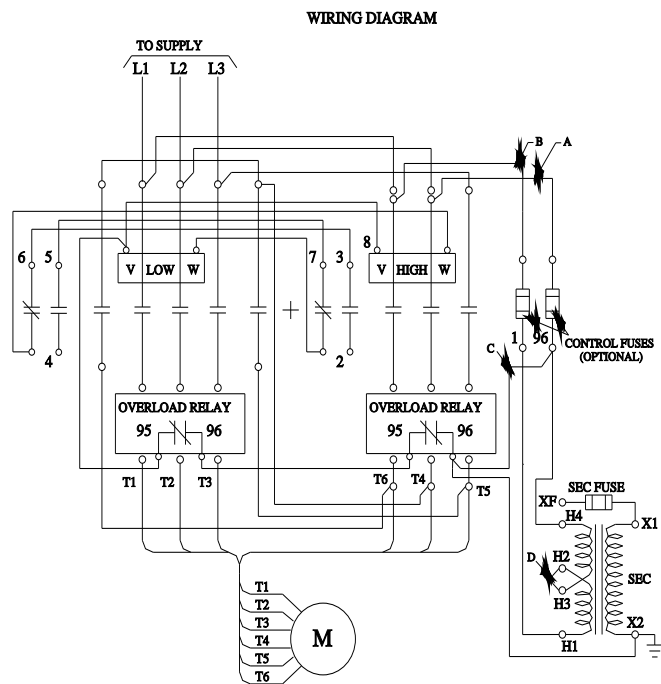 WIRING DIAGRAM
TO SUPPLY
L1 L2 L3
B A
6 5 7 3 8
V LOW W
V HIGH W
4 2
1 96
CONTROL FUSES
(OPTIONAL)
C
OVERLOAD RELAY
95 96
OVERLOAD RELAY
95 96
T1 T2 T3 T6 T4 T5
SEC FUSE
XF
H4 X1
D H2
SEC
H3
X2
H1
T1
T2
T3
T4
T5
T6
M